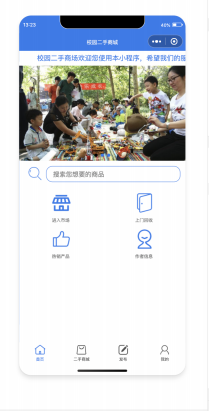 13:23
40%
校园二手商城
校园二手商场欢迎您使用本小程序，希望我们的服
搜索您想要的商品
进入市场
上门回收
热销产品
作者信息
首页
二手商城
发布
我的